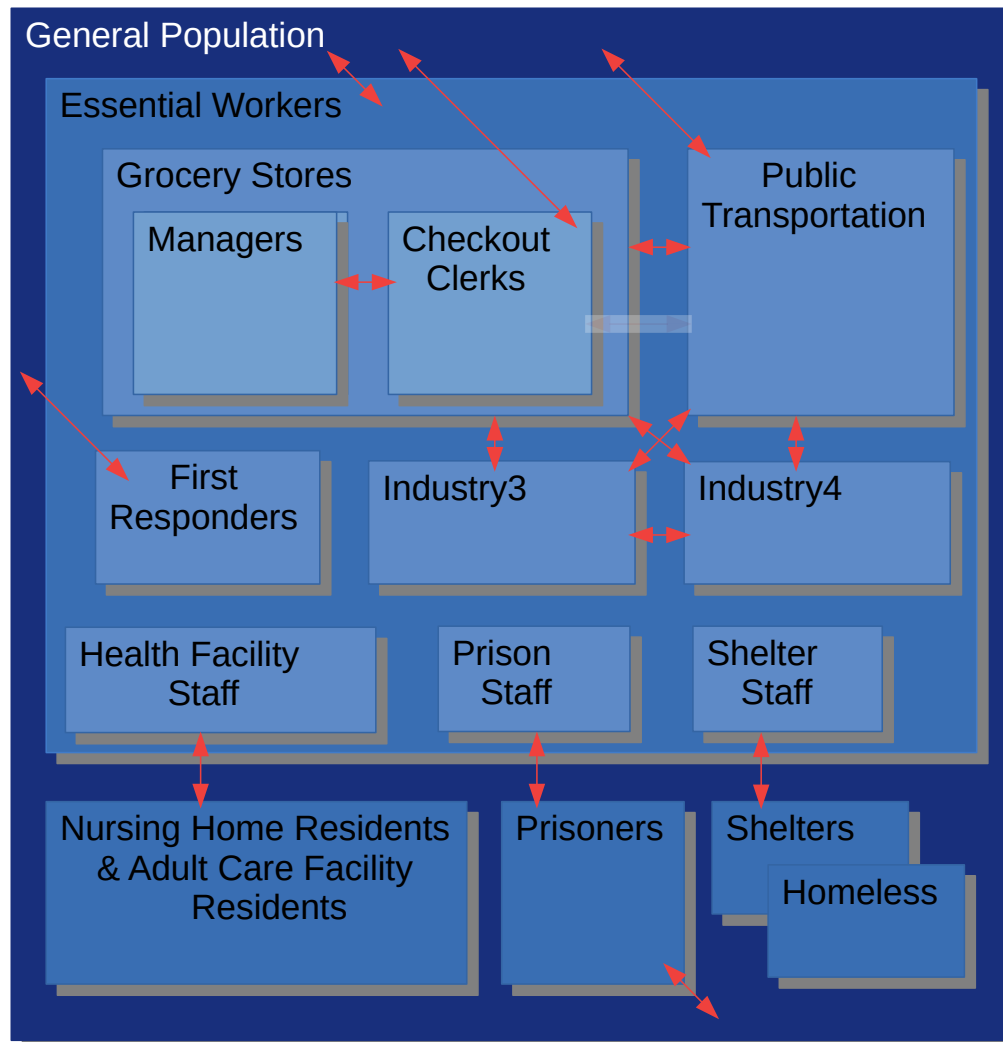 General Population
Essential Workers
Grocery Stores
Managers
Checkout
Clerks
Public
Transportation
First
Responders
Industry3
Industry4
Health Facility
Staff
Prison
Staff
Shelter
Staff
Nursing Home Residents
& Adult Care Facility
Residents
Prisoners
Shelters
Homeless